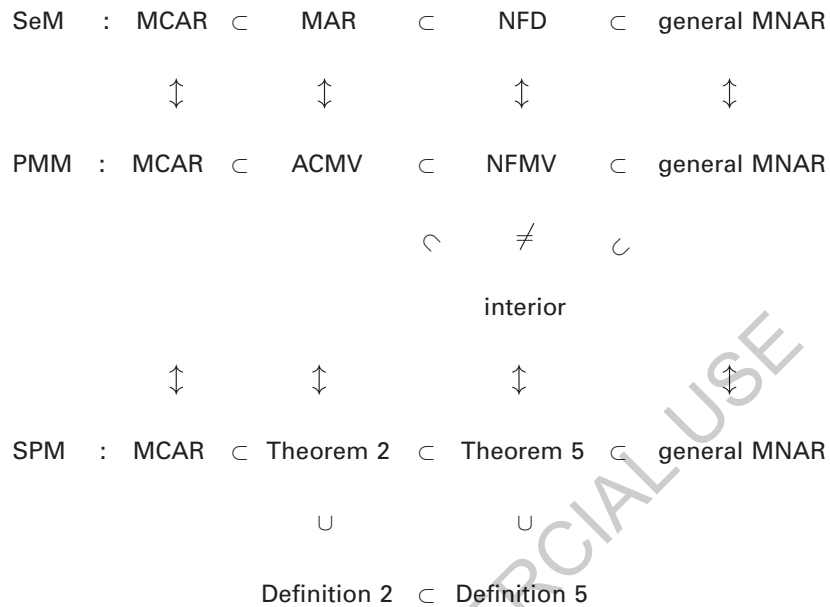 SeM : MCAR ⊂ MAR ⊂ NFD ⊂ general MNAR
↕ ↕ ↕ ↕
PMM : MCAR ⊂ ACMV ⊂ NFMV ⊂ general MNAR
⊂ ≠ ⊂
interior
↕ ↕ ↕ ↕
SPM : MCAR ⊂ Theorem 2 ⊂ Theorem 5 ⊂ general MNAR
∪ ∪
Definition 2 ⊂ Definition 5